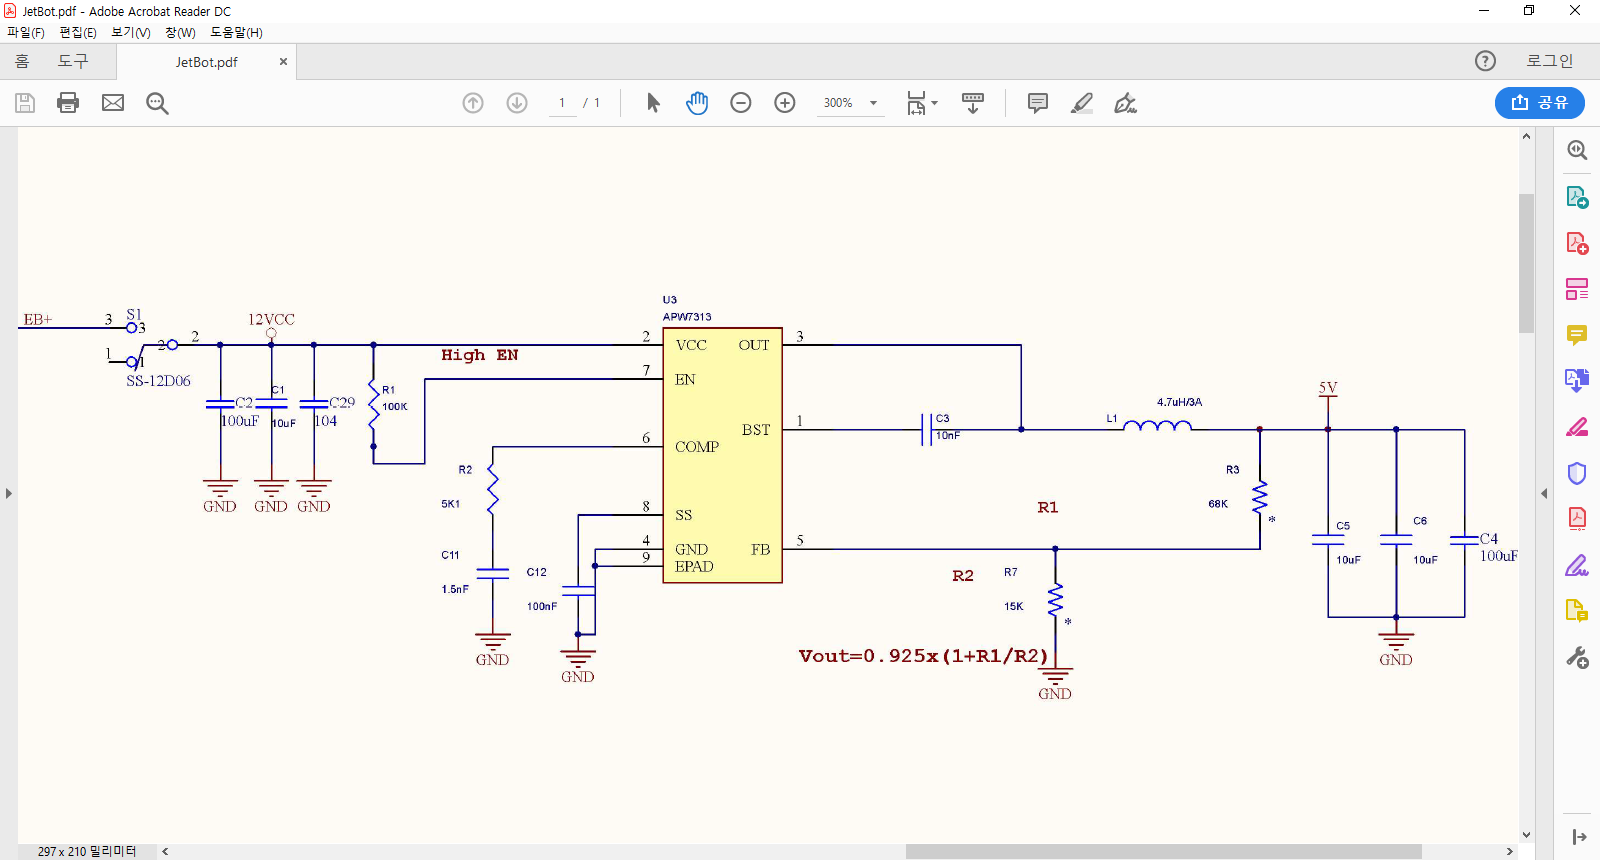 JetBot.pdf - Adobe Acrobat Reader DC
파일(F) 편집(E) 보기(V) 창(W) 도움말(H)
홈 도구 JetBot.pdf × ? 로그인
1 / 1 300% 공유
U3
APW7313
EB+ 3 S1 3
1 1 2 2
SS-12D06
12VCC
High EN
2 VCC OUT 3
7 EN
BST 1
6 COMP
8 SS
4 GND FB 5
9 EPAD
C2
100uF
C1
10uF
C29
104
R1
100K
GND GND GND
R2
5K1
C11
1.5nF
GND
C12
100nF
GND
C3
10nF
L1 4.7uH/3A
5V
R3
68K
*
R1
R2
R7
15K
*
Vout=0.925x(1+R1/R2)
GND
C5
10uF
C6
10uF
C4
100uF
GND
297 x 210 밀리미터